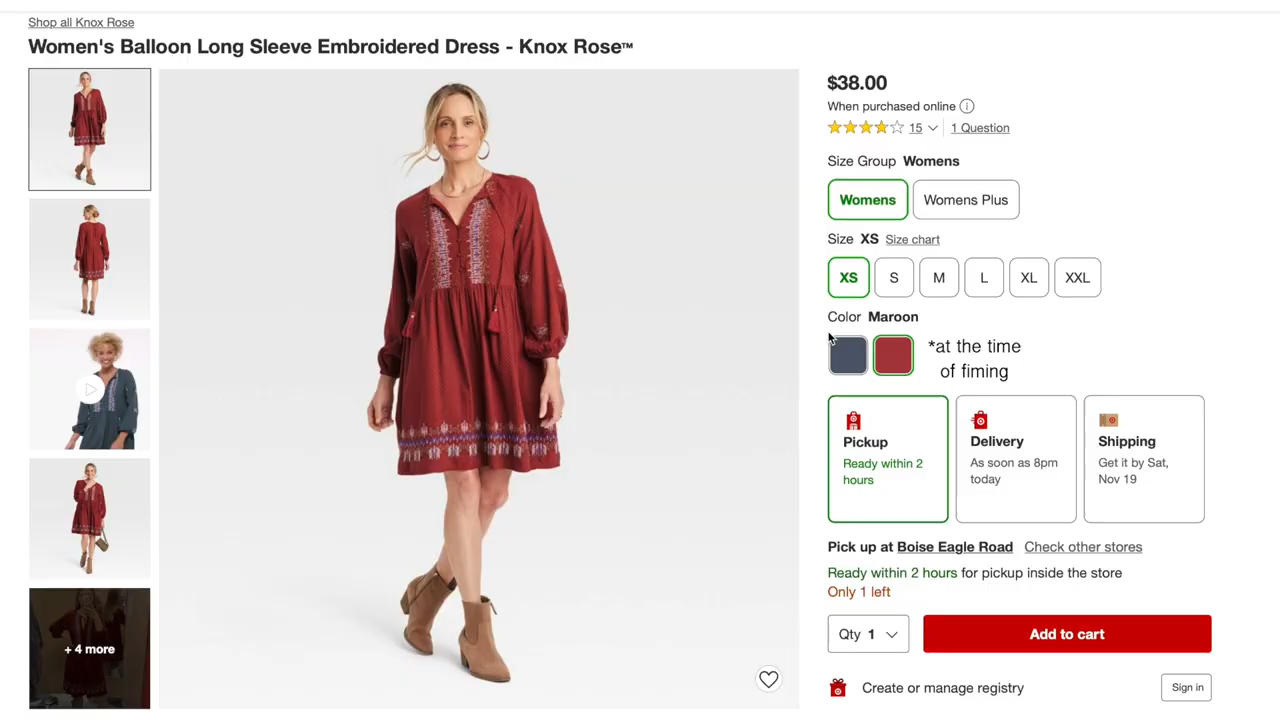 Shop all Knox Rose
Women's Balloon Long Sleeve Embroidered Dress - Knox Rose™
+ 4 more
$38.00
When purchased online
15
1 Question
Size Group Womens
Womens
Womens Plus
Size XS Size chart
XS S M L XL XXL
Color Maroon
*at the time
of fiming
Pickup
Ready within 2
hours
Delivery
As soon as 8pm
today
Shipping
Get it by Sat,
Nov 19
Pick up at Boise Eagle Road Check other stores
Ready within 2 hours for pickup inside the store
Only 1 left
Qty 1
Add to cart
Create or manage registry
Sign in